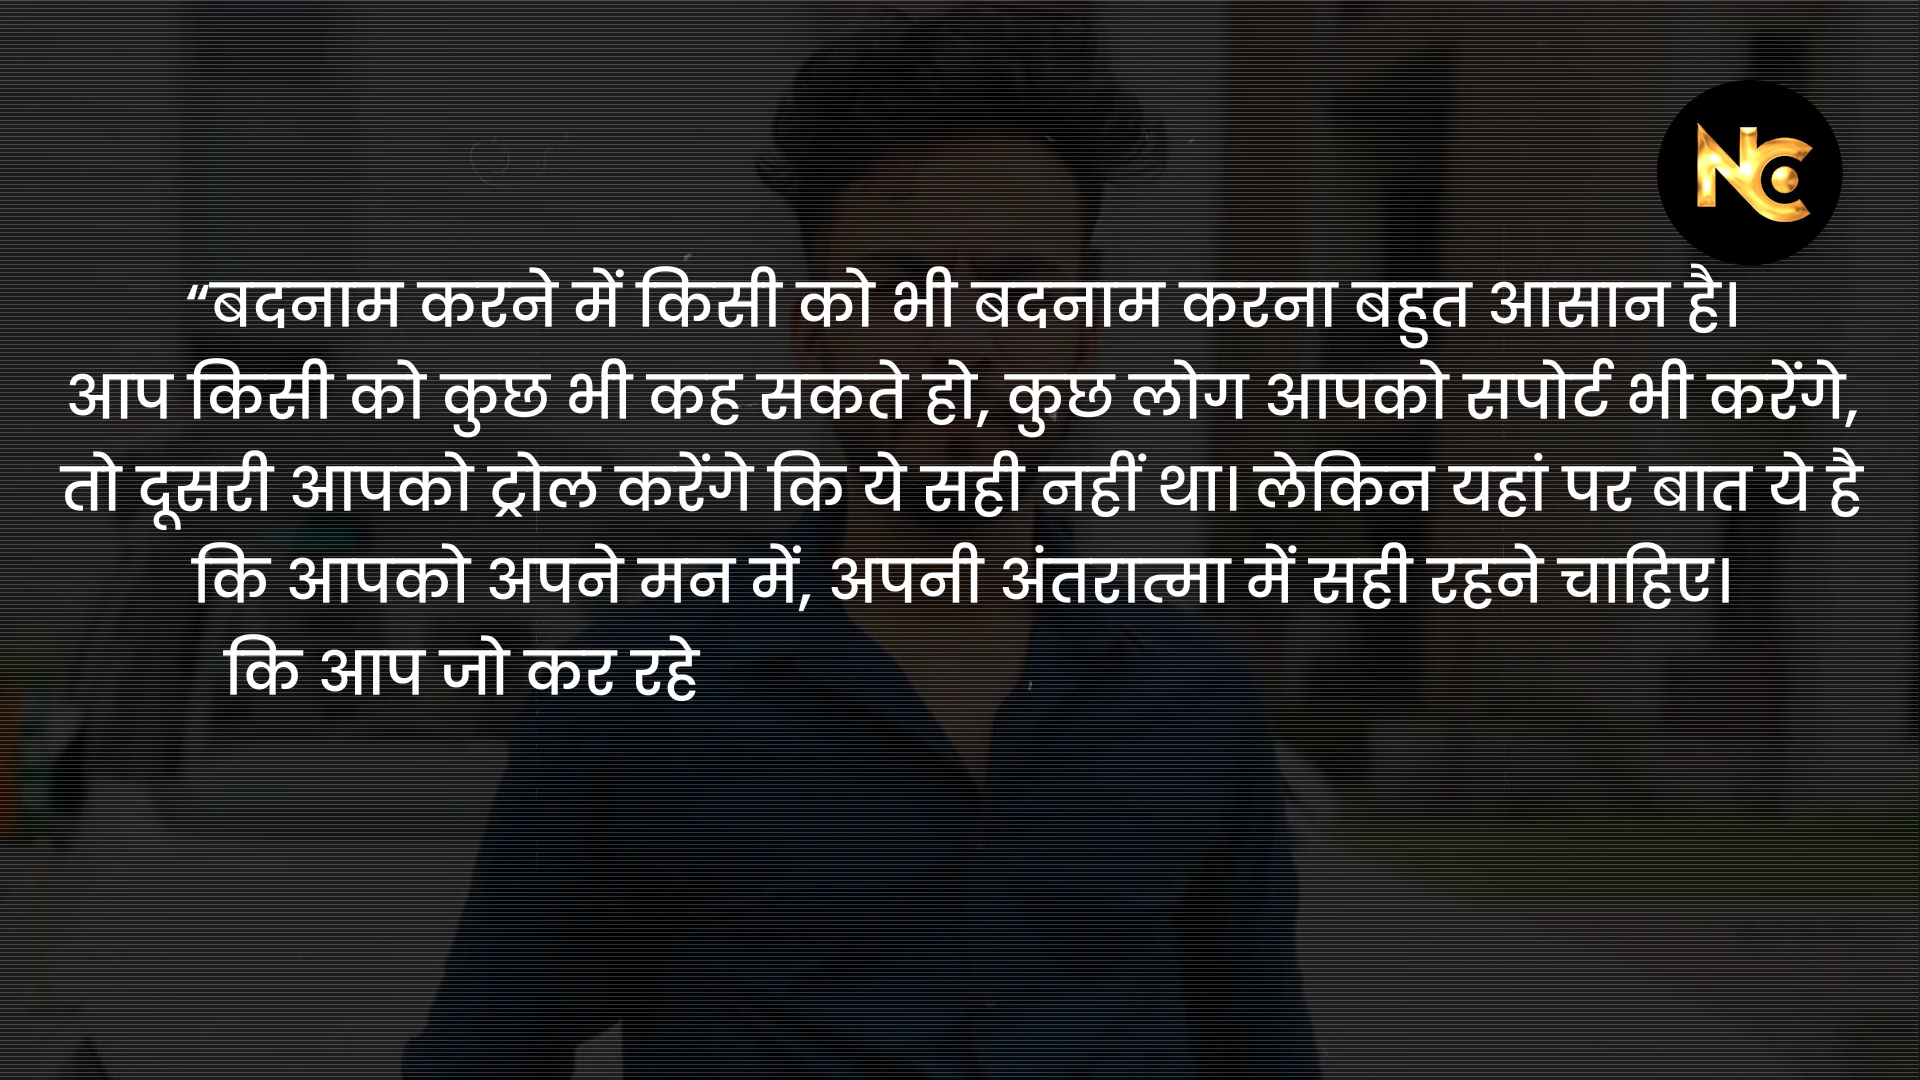 NC
“बदनाम करने में किसी को भी बदनाम करना बहुत आसान है।
आप किसी को कुछ भी कह सकते हो, कुछ लोग आपको सपोर्ट भी करेंगे,
तो दूसरी आपको ट्रोल करेंगे कि ये सही नहीं था। लेकिन यहां पर बात ये है
कि आपको अपने मन में, अपनी अंतरात्मा में सही रहने चाहिए।
कि आप जो कर रहे